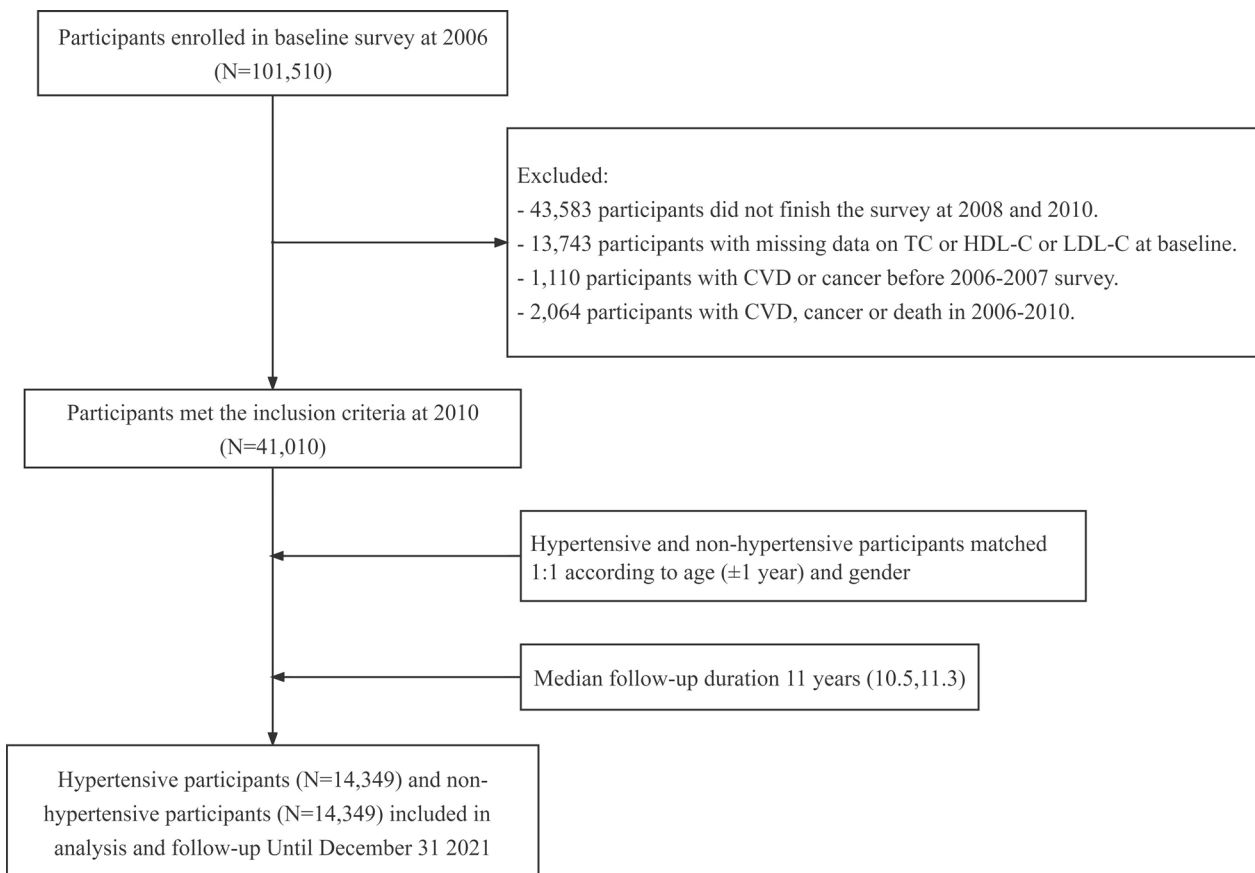 Participants enrolled in baseline survey at 2006
(N=101,510)
Excluded:
- 43,583 participants did not finish the survey at 2008 and 2010.
- 13,743 participants with missing data on TC or HDL-C or LDL-C at baseline.
- 1,110 participants with CVD or cancer before 2006-2007 survey.
- 2,064 participants with CVD, cancer or death in 2006-2010.
Participants met the inclusion criteria at 2010
(N=41,010)
Hypertensive and non-hypertensive participants matched
1:1 according to age (±1 year) and gender
Median follow-up duration 11 years (10.5,11.3)
Hypertensive participants (N=14,349) and non-
hypertensive participants (N=14,349) included in
analysis and follow-up Until December 31 2021